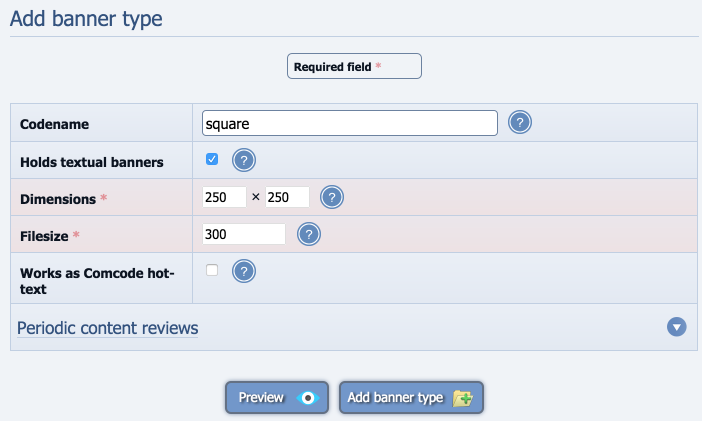 Add banner type
Required field *
Codename
square
?
Holds textual banners
?
Dimensions *
250 × 250
?
Filesize *
300
?
Works as Comcode hot-
text
?
Periodic content reviews
Preview
Add banner type